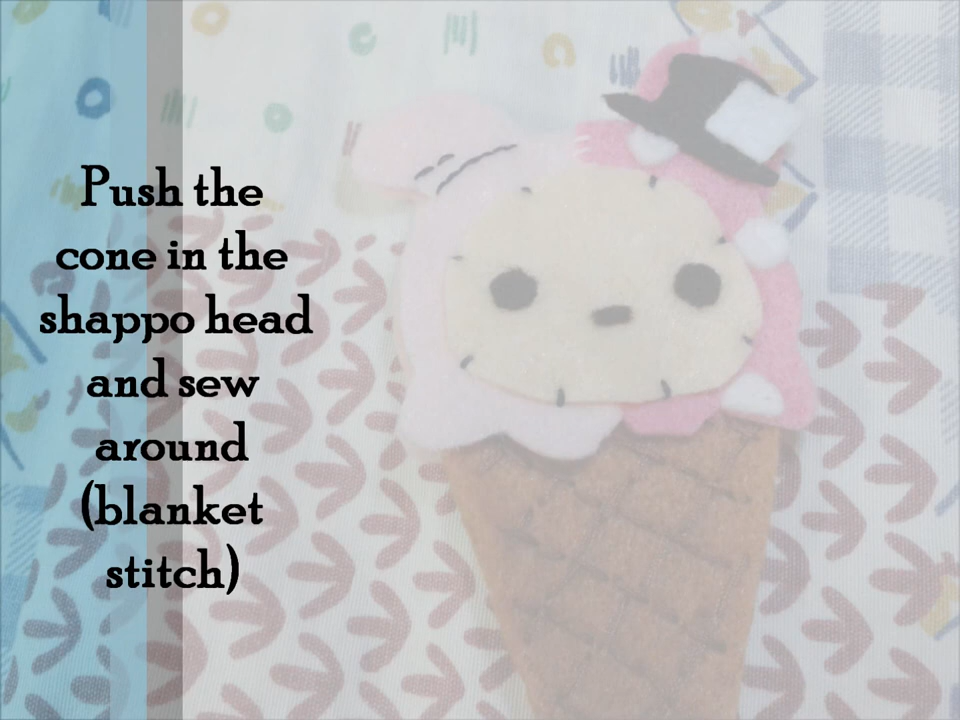 Push the
cone in the
shappo head
and sew
around
(blanket
stitch)